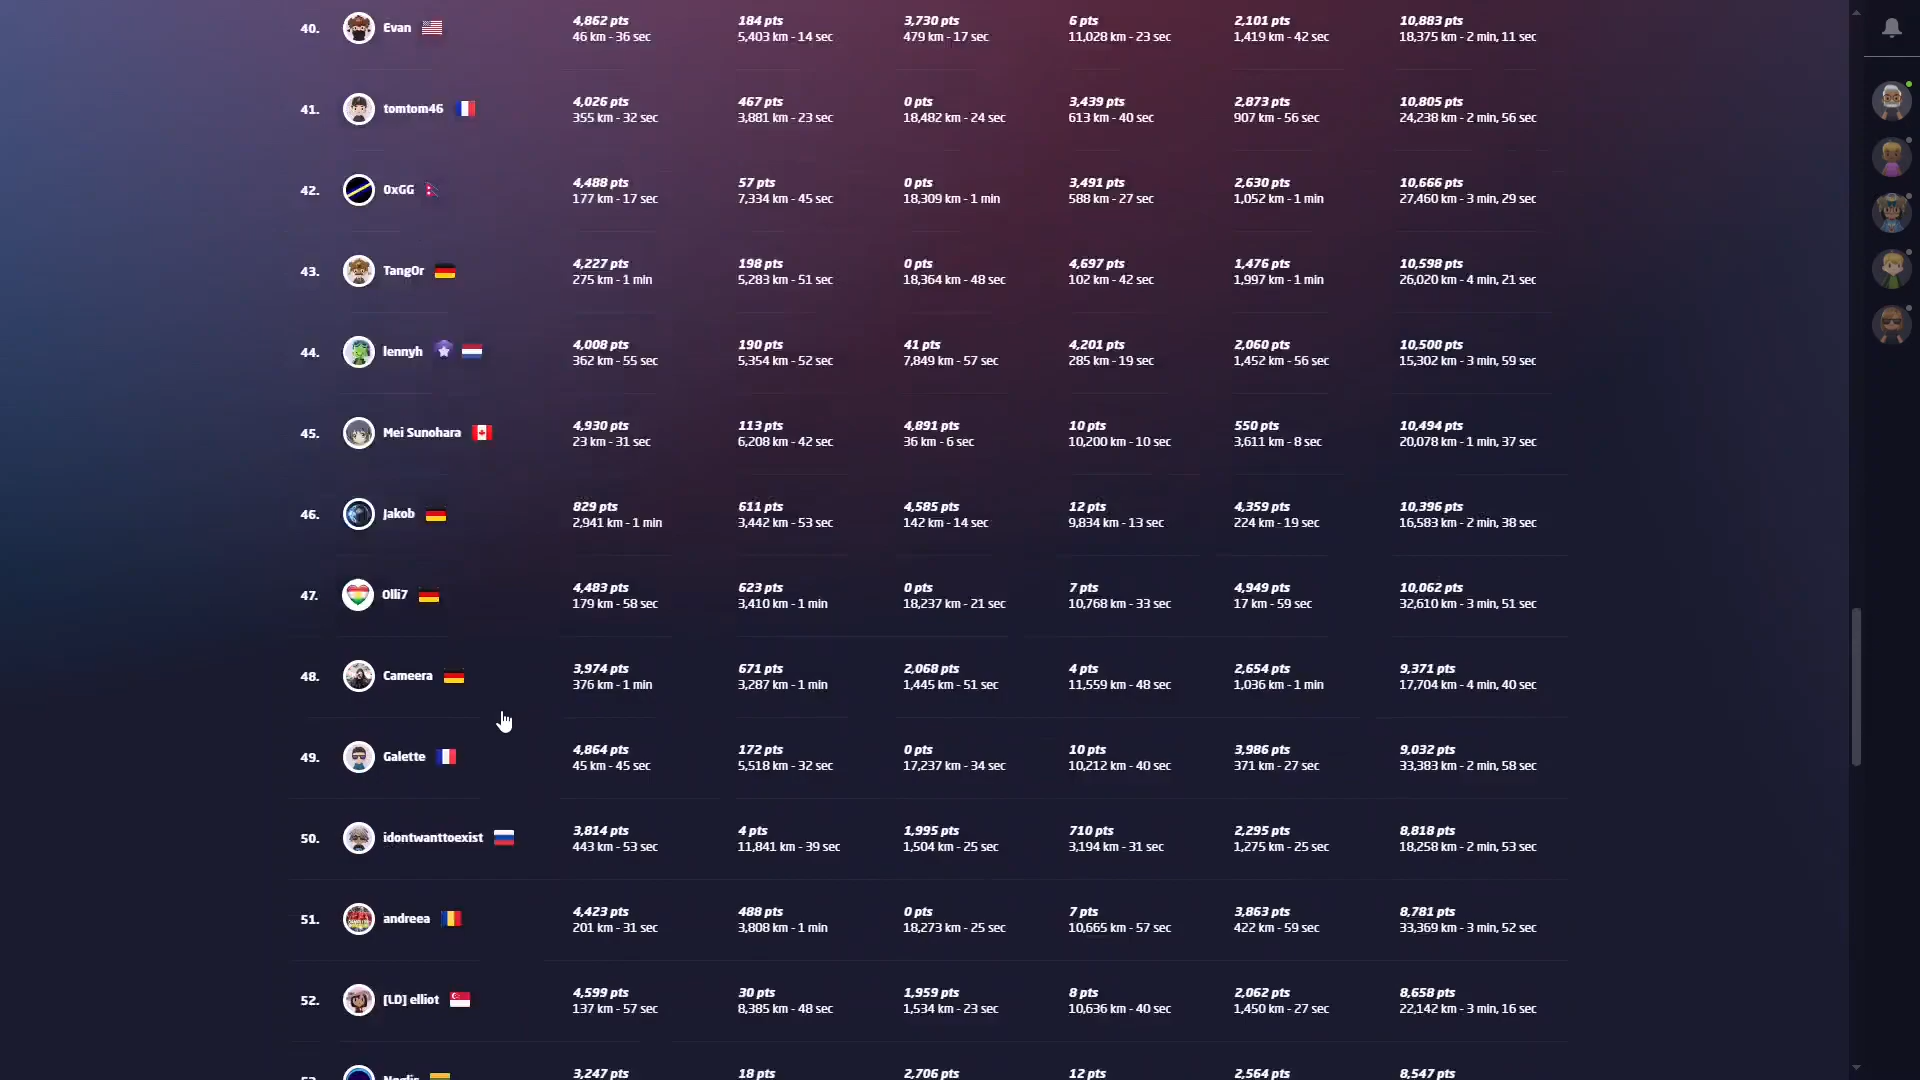 40. Evan 4,862 pts 184 pts 3,730 pts 6 pts 2,101 pts 10,883 pts
46 km - 36 sec 5,403 km - 14 sec 479 km - 17 sec 11,028 km - 23 sec 1,419 km - 42 sec 18,375 km - 2 min, 11 sec
41. tomtom46 4,026 pts 467 pts 0 pts 3,439 pts 2,873 pts 10,805 pts
355 km - 32 sec 3,881 km - 23 sec 18,482 km - 24 sec 613 km - 40 sec 907 km - 56 sec 24,238 km - 2 min, 56 sec
42. 0xGG 4,488 pts 57 pts 0 pts 3,491 pts 2,630 pts 10,666 pts
177 km - 17 sec 7,334 km - 45 sec 18,309 km - 1 min 588 km - 27 sec 1,052 km - 1 min 27,460 km - 3 min, 29 sec
43. Tang0r 4,227 pts 198 pts 0 pts 4,697 pts 1,476 pts 10,598 pts
275 km - 1 min 5,283 km - 51 sec 18,364 km - 48 sec 102 km - 42 sec 1,997 km - 1 min 26,020 km - 4 min, 21 sec
44. lennyh 4,008 pts 190 pts 41 pts 4,201 pts 2,060 pts 10,500 pts
362 km - 55 sec 5,354 km - 52 sec 7,849 km - 57 sec 285 km - 19 sec 1,452 km - 56 sec 15,302 km - 3 min, 59 sec
45. Mei Sunohara 4,930 pts 113 pts 4,891 pts 10 pts 550 pts 10,494 pts
23 km - 31 sec 6,208 km - 42 sec 36 km - 6 sec 10,200 km - 10 sec 3,611 km - 8 sec 20,078 km - 1 min, 37 sec
46. Jakob 829 pts 611 pts 4,585 pts 12 pts 4,359 pts 10,396 pts
2,941 km - 1 min 3,442 km - 53 sec 142 km - 14 sec 9,834 km - 13 sec 224 km - 19 sec 16,583 km - 2 min, 38 sec
47. Olli7 4,483 pts 623 pts 0 pts 7 pts 4,949 pts 10,062 pts
179 km - 58 sec 3,410 km - 1 min 18,237 km - 21 sec 10,768 km - 33 sec 17 km - 59 sec 32,610 km - 3 min, 51 sec
48. Cameera 3,974 pts 671 pts 2,068 pts 4 pts 2,654 pts 9,371 pts
376 km - 1 min 3,287 km - 1 min 1,445 km - 51 sec 11,559 km - 48 sec 1,036 km - 1 min 17,704 km - 4 min, 40 sec
49. Galette 4,864 pts 172 pts 0 pts 10 pts 3,986 pts 9,032 pts
45 km - 45 sec 5,518 km - 32 sec 17,237 km - 34 sec 10,212 km - 40 sec 371 km - 27 sec 33,383 km - 2 min, 58 sec
50. idontwanttoexist 3,814 pts 4 pts 1,995 pts 710 pts 2,295 pts 8,818 pts
443 km - 53 sec 11,841 km - 39 sec 1,504 km - 25 sec 3,194 km - 31 sec 1,275 km - 25 sec 18,258 km - 2 min, 53 sec
51. andreea 4,423 pts 488 pts 0 pts 7 pts 3,863 pts 8,781 pts
201 km - 31 sec 3,808 km - 1 min 18,273 km - 25 sec 10,665 km - 57 sec 422 km - 59 sec 33,369 km - 3 min, 52 sec
52. [LD] elliot 4,599 pts 30 pts 1,959 pts 8 pts 2,062 pts 8,658 pts
137 km - 57 sec 8,385 km - 48 sec 1,534 km - 23 sec 10,636 km - 40 sec 1,450 km - 27 sec 22,142 km - 3 min, 16 sec
3,247 pts 18 pts 2,706 pts 12 pts 2,564 pts 8,547 pts